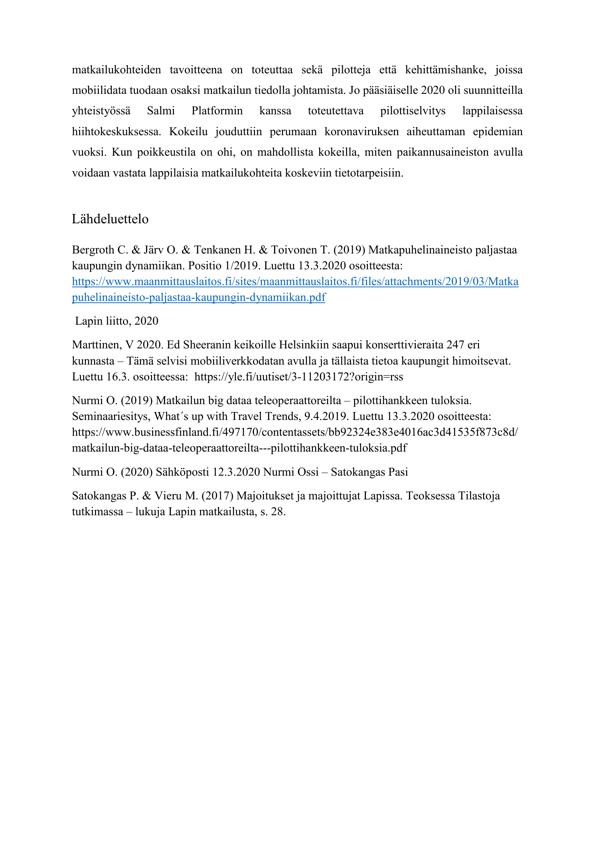 matkailukohteiden tavoitteena on toteuttaa sekä pilotteja että kehittämishanke, joissa
mobiilidata tuodaan osaksi matkailun tiedolla johtamista. Jo pääsiäiselle 2020 oli suunnitteilla
yhteistyössä Salmi Platformin kanssa toteutettava pilottiselvitys lappilaisessa
hiihtokeskuksessa. Kokeilu jouduttiin perumaan koronaviruksen aiheuttaman epidemian
vuoksi. Kun poikkeustila on ohi, on mahdollista kokeilla, miten paikannusaineiston avulla
voidaan vastata lappilaisia matkailukohteita koskeviin tietotarpeisiin.
Lähdeluettelo
Bergroth C. & Järv O. & Tenkanen H. & Toivonen T. (2019) Matkapuhelinaineisto paljastaa
kaupungin dynamiikan. Positio 1/2019. Luettu 13.3.2020 osoitteesta:
https://www.maanmittauslaitos.fi/sites/maanmittauslaitos.fi/files/attachments/2019/03/Matka
puhelinaineisto-paljastaa-kaupungin-dynamiikan.pdf
Lapin liitto, 2020
Marttinen, V 2020. Ed Sheeranin keikoille Helsinkiin saapui konserttivieraita 247 eri
kunnasta – Tämä selvisi mobiiliverkkodatan avulla ja tällaista tietoa kaupungit himoitsevat.
Luettu 16.3. osoitteessa: https://yle.fi/uutiset/3-11203172?origin=rss
Nurmi O. (2019) Matkailun big dataa teleoperaattoreilta – pilottihankkeen tuloksia.
Seminaariesitys, What´s up with Travel Trends, 9.4.2019. Luettu 13.3.2020 osoitteesta:
https://www.businessfinland.fi/497170/contentassets/bb92324e383e4016ac3d41535f873c8d/
matkailun-big-dataa-teleoperaattoreilta---pilottihankkeen-tuloksia.pdf
Nurmi O. (2020) Sähköposti 12.3.2020 Nurmi Ossi – Satokangas Pasi
Satokangas P. & Vieru M. (2017) Majoitukset ja majoittujat Lapissa. Teoksessa Tilastoja
tutkimassa – lukuja Lapin matkailusta, s. 28.